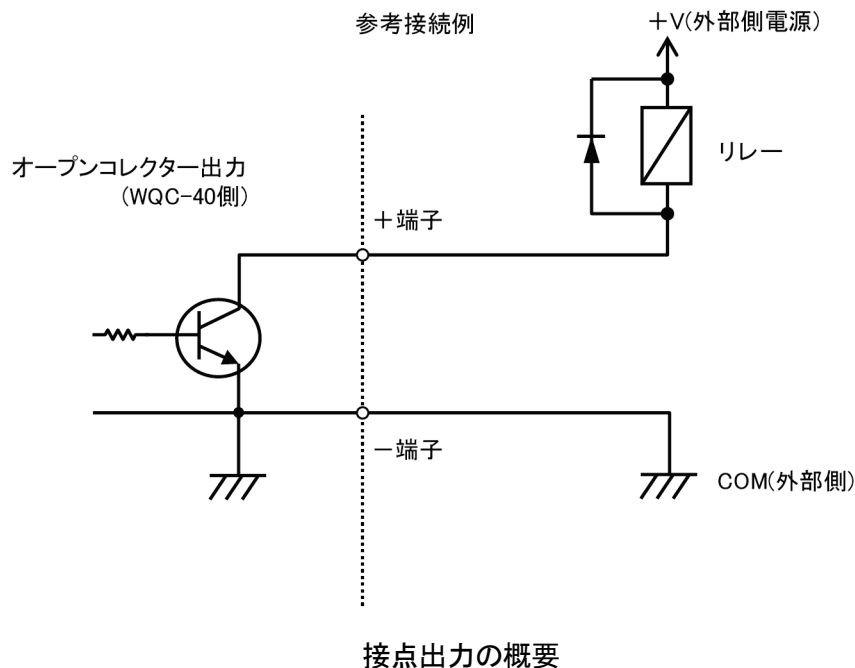 参考接続例
＋V(外部側電源)
オープンコレクター出力
(WQC-40側)
リレー
＋端子
－端子
COM(外部側)
接点出力の概要